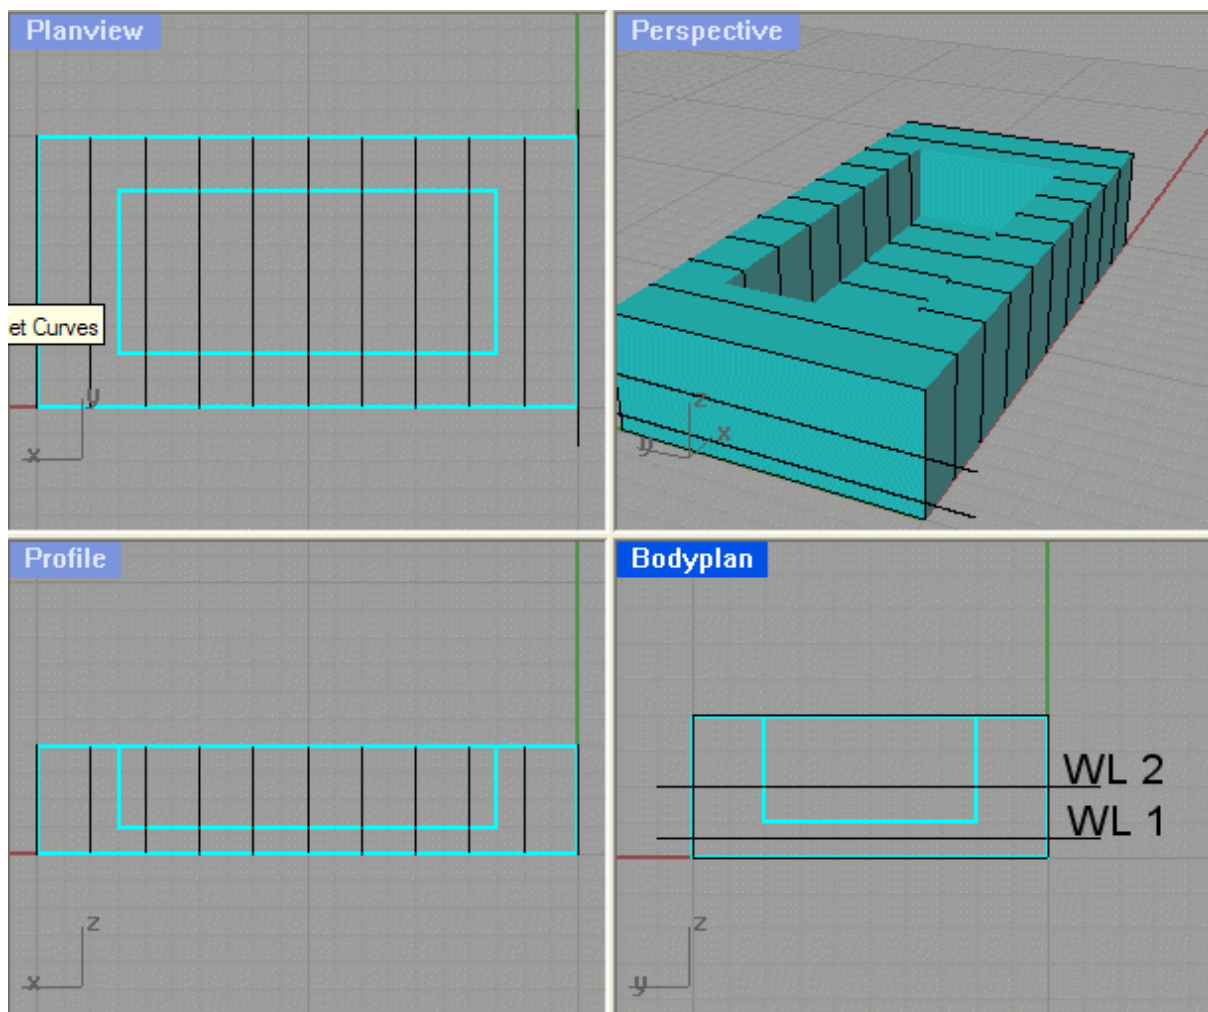 Planview
Perspective
et Curves
y
x
z
x
y
Profile
Bodyplan
WL 2
WL 1
z
x
z
y